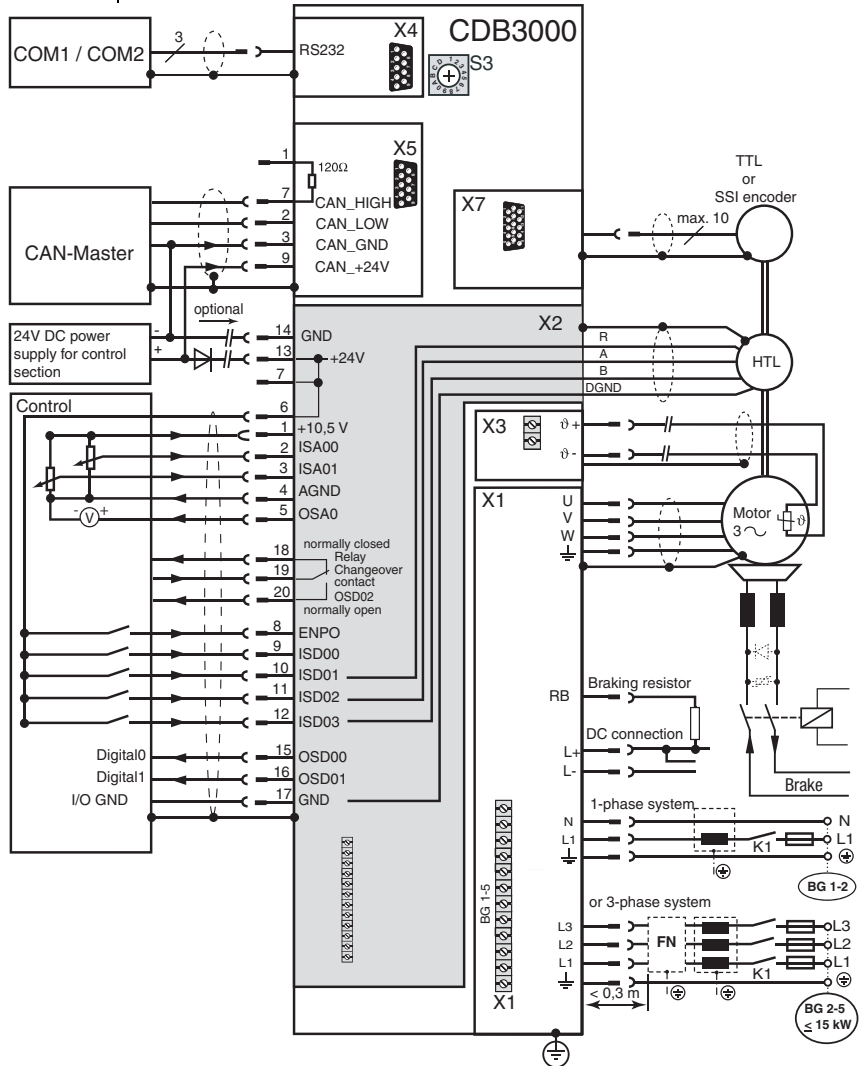 CDB3000
COM1 / COM2
3
RS232
X4
S3
X5
1
120Ω
7
CAN_HIGH
2
CAN_LOW
3
CAN_GND
9
CAN_+24V
CAN-Master
X7
max. 10
TTL
or
SSI encoder
optional
24V DC power
supply for control
section
-
+
14
GND
13
+24V
7
X2
R
A
B
DGND
HTL
Control
6
1
+10,5 V
2
ISA00
3
ISA01
4
AGND
5
OSA0
- V +
18
normally closed
Relay
19
Changeover
contact
20
OSD02
normally open
8
ENPO
9
ISD00
10
ISD01
11
ISD02
12
ISD03
Digital0
15
OSD00
Digital1
16
OSD01
I/O GND
17
GND
X3
ϑ +
ϑ -
X1
U
V
W
Motor
3
ϑ
RB
Braking resistor
DC connection
L+
L-
Brake
1-phase system
N
L1
K1
N
L1
BG 1-2
BG 1-5
or 3-phase system
L3
L2
L1
FN
K1
L3
L2
L1
X1
< 0,3 m
BG 2-5
≤ 15 kW